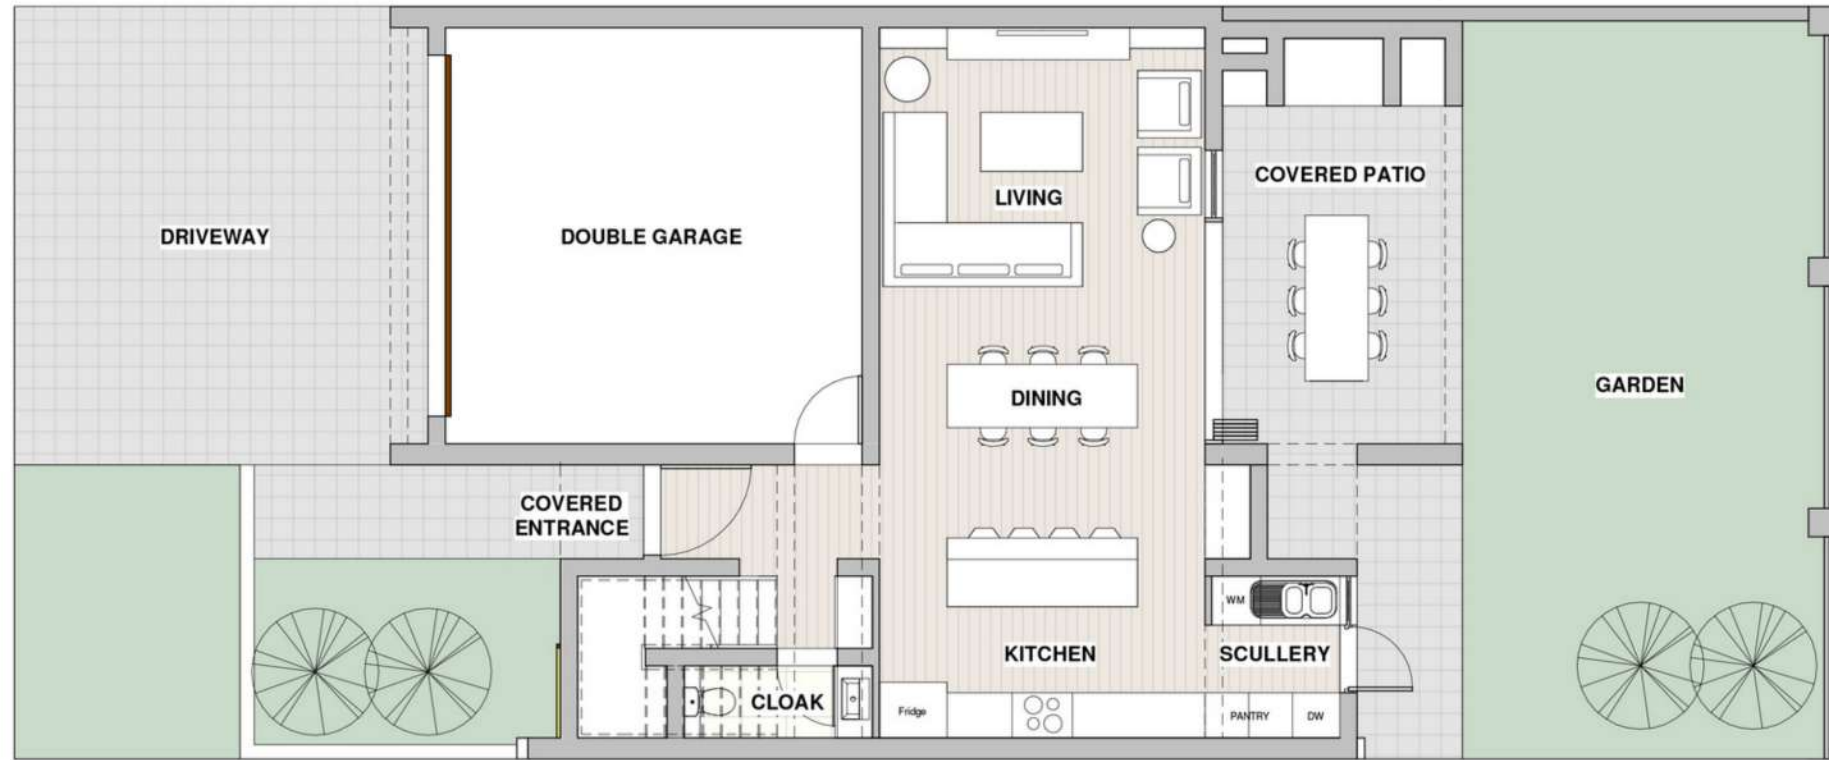 COVERED PATIO
LIVING
DRIVEWAY
DOUBLE GARAGE
GARDEN
DINING
COVERED
ENTRANCE
WM
KITCHEN
SCULLERY
CLOAK
Fridge
PANTRY
DW